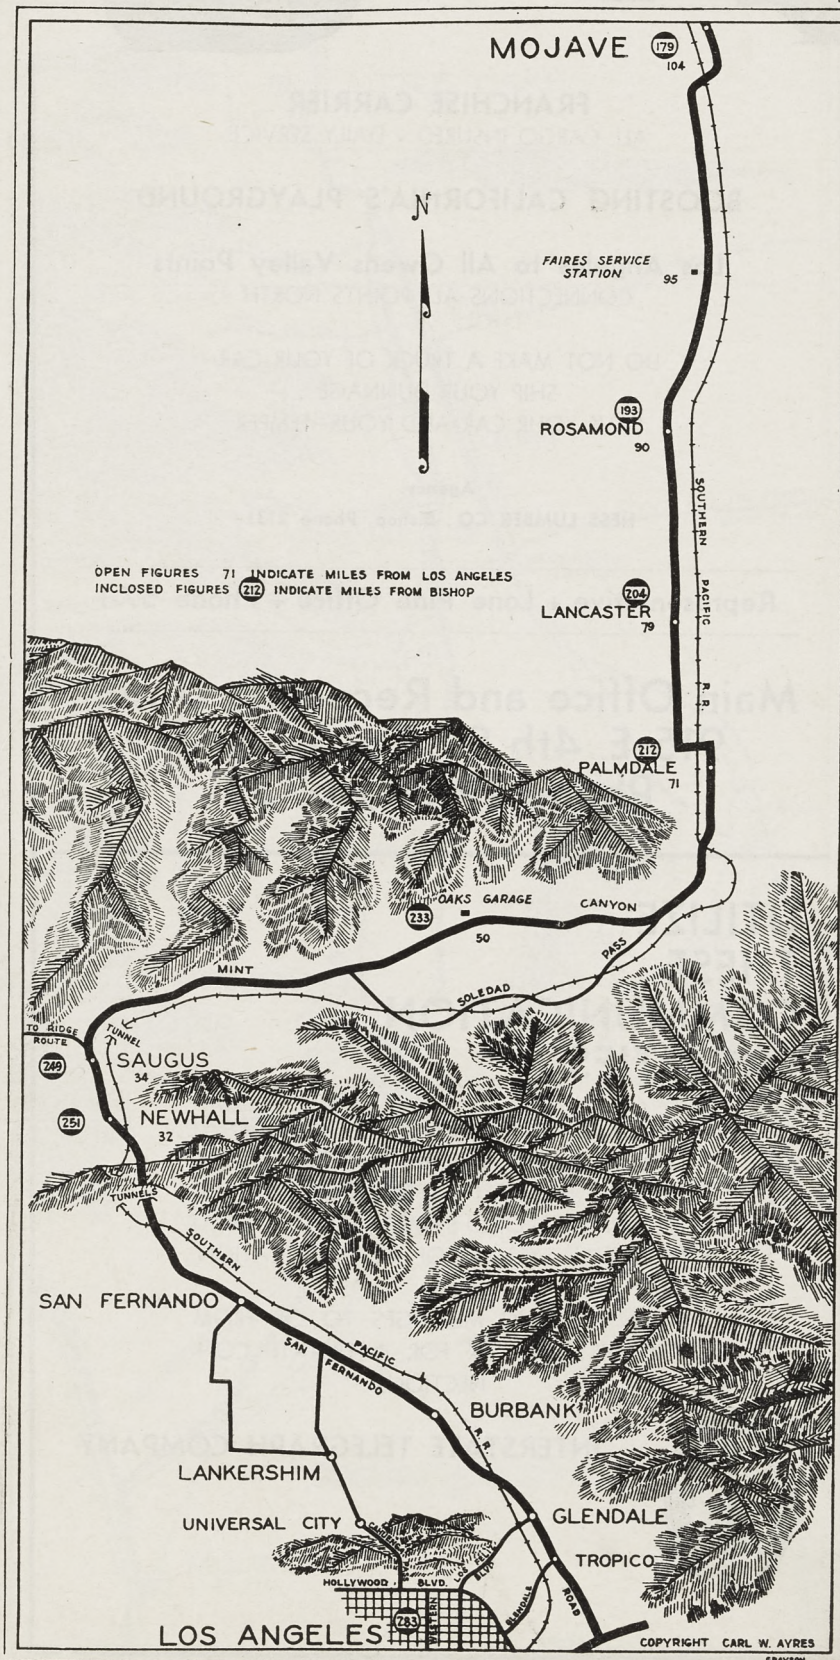 MOJAVE 179
104
FAIRES SERVICE
STATION 95
193
ROSAMOND
90
SOUTHERN PACIFIC R.R.
OPEN FIGURES 71 INDICATE MILES FROM LOS ANGELES
INCLOSED FIGURES 212 INDICATE MILES FROM BISHOP
204
LANCASTER
79
212
PALMDALE
71
OAKS GARAGE
233
50
MINT CANYON
SOLEDAD PASS
TO RIDGE
ROUTE
TUNNEL
249
SAUGUS
34
251
NEWHALL
32
TUNNELS
SOUTHERN PACIFIC R.R.
SAN FERNANDO
SAN FERNANDO ROAD
BURBANK
LANKERSHIM
UNIVERSAL CITY
GLENDALE
TROPICO
HOLLYWOOD BLVD.
LOS FELIZ
BLVD.
GLENDALE
WESTERN
283
LOS ANGELES
COPYRIGHT CARL W. AYRES